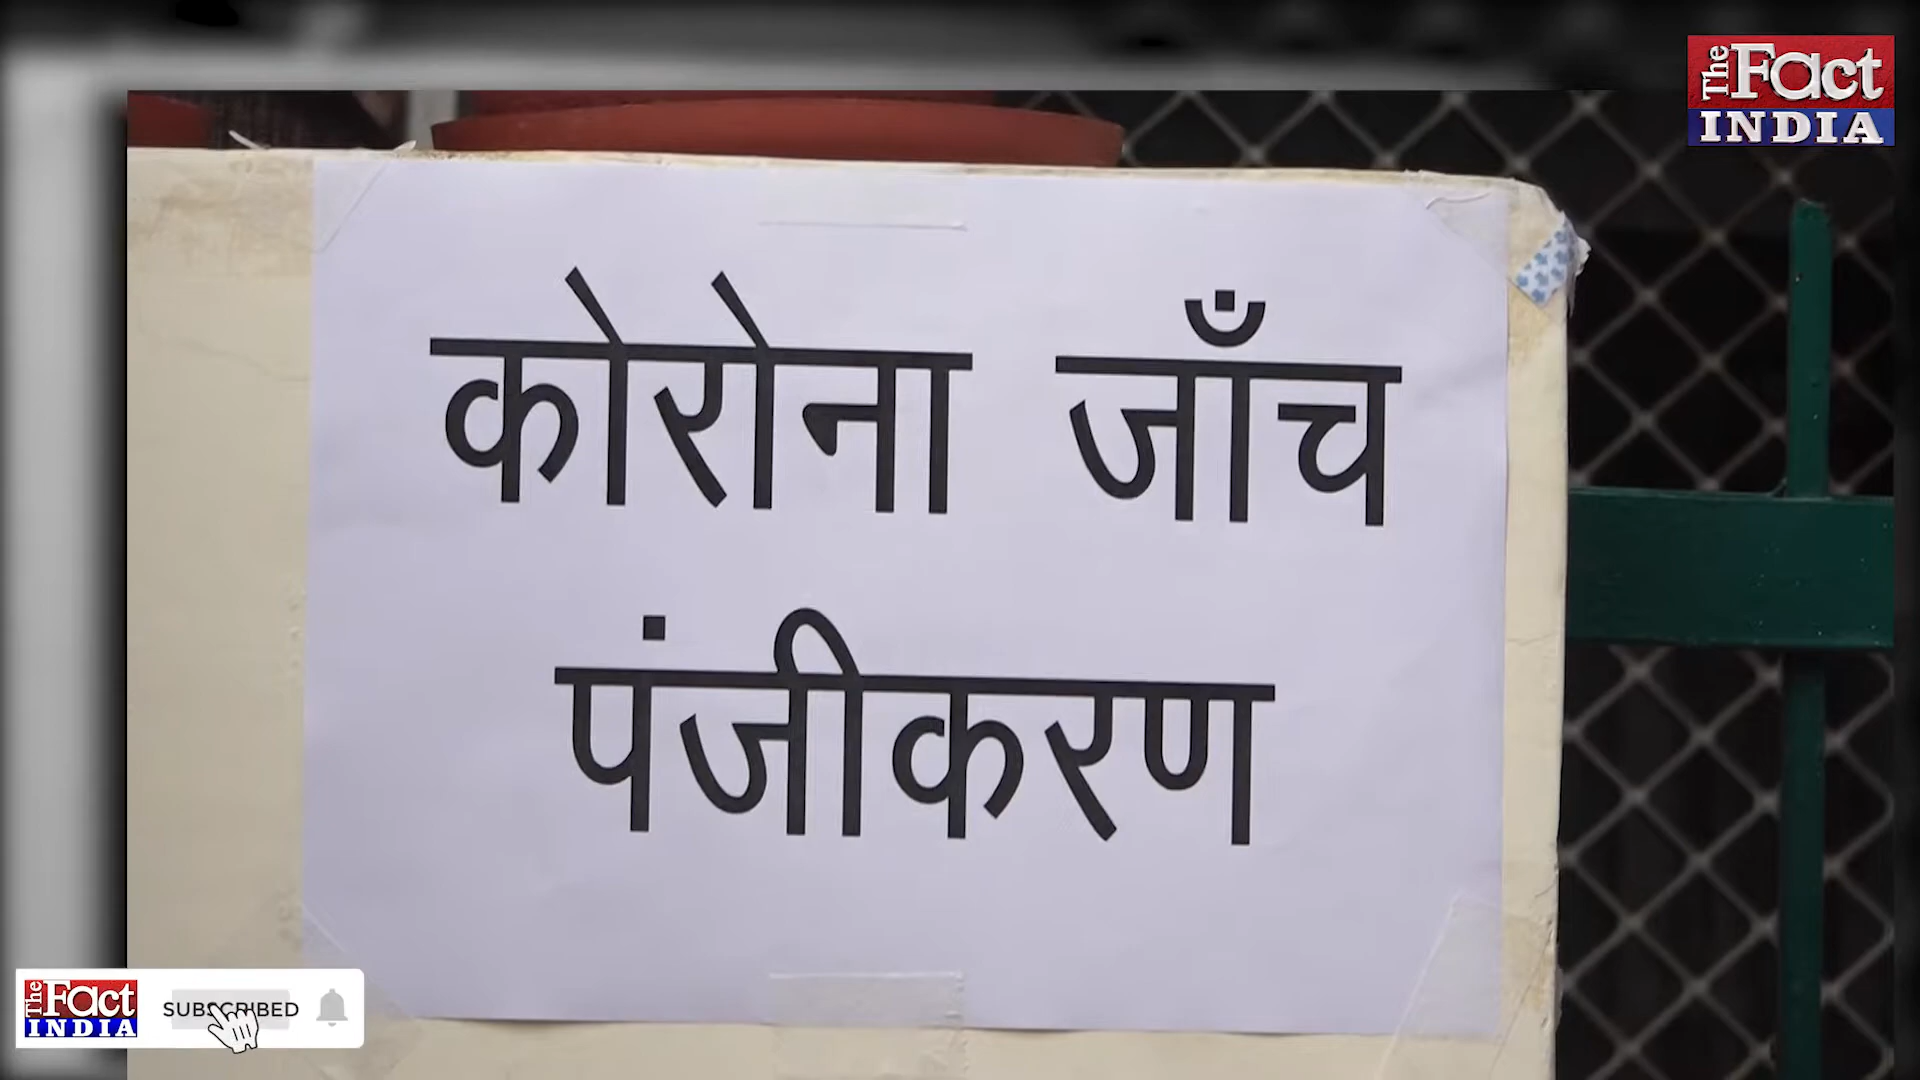 The Fact
INDIA
कोरोना जाँच
पंजीकरण
The Fact
INDIA
SUBSCRIBED